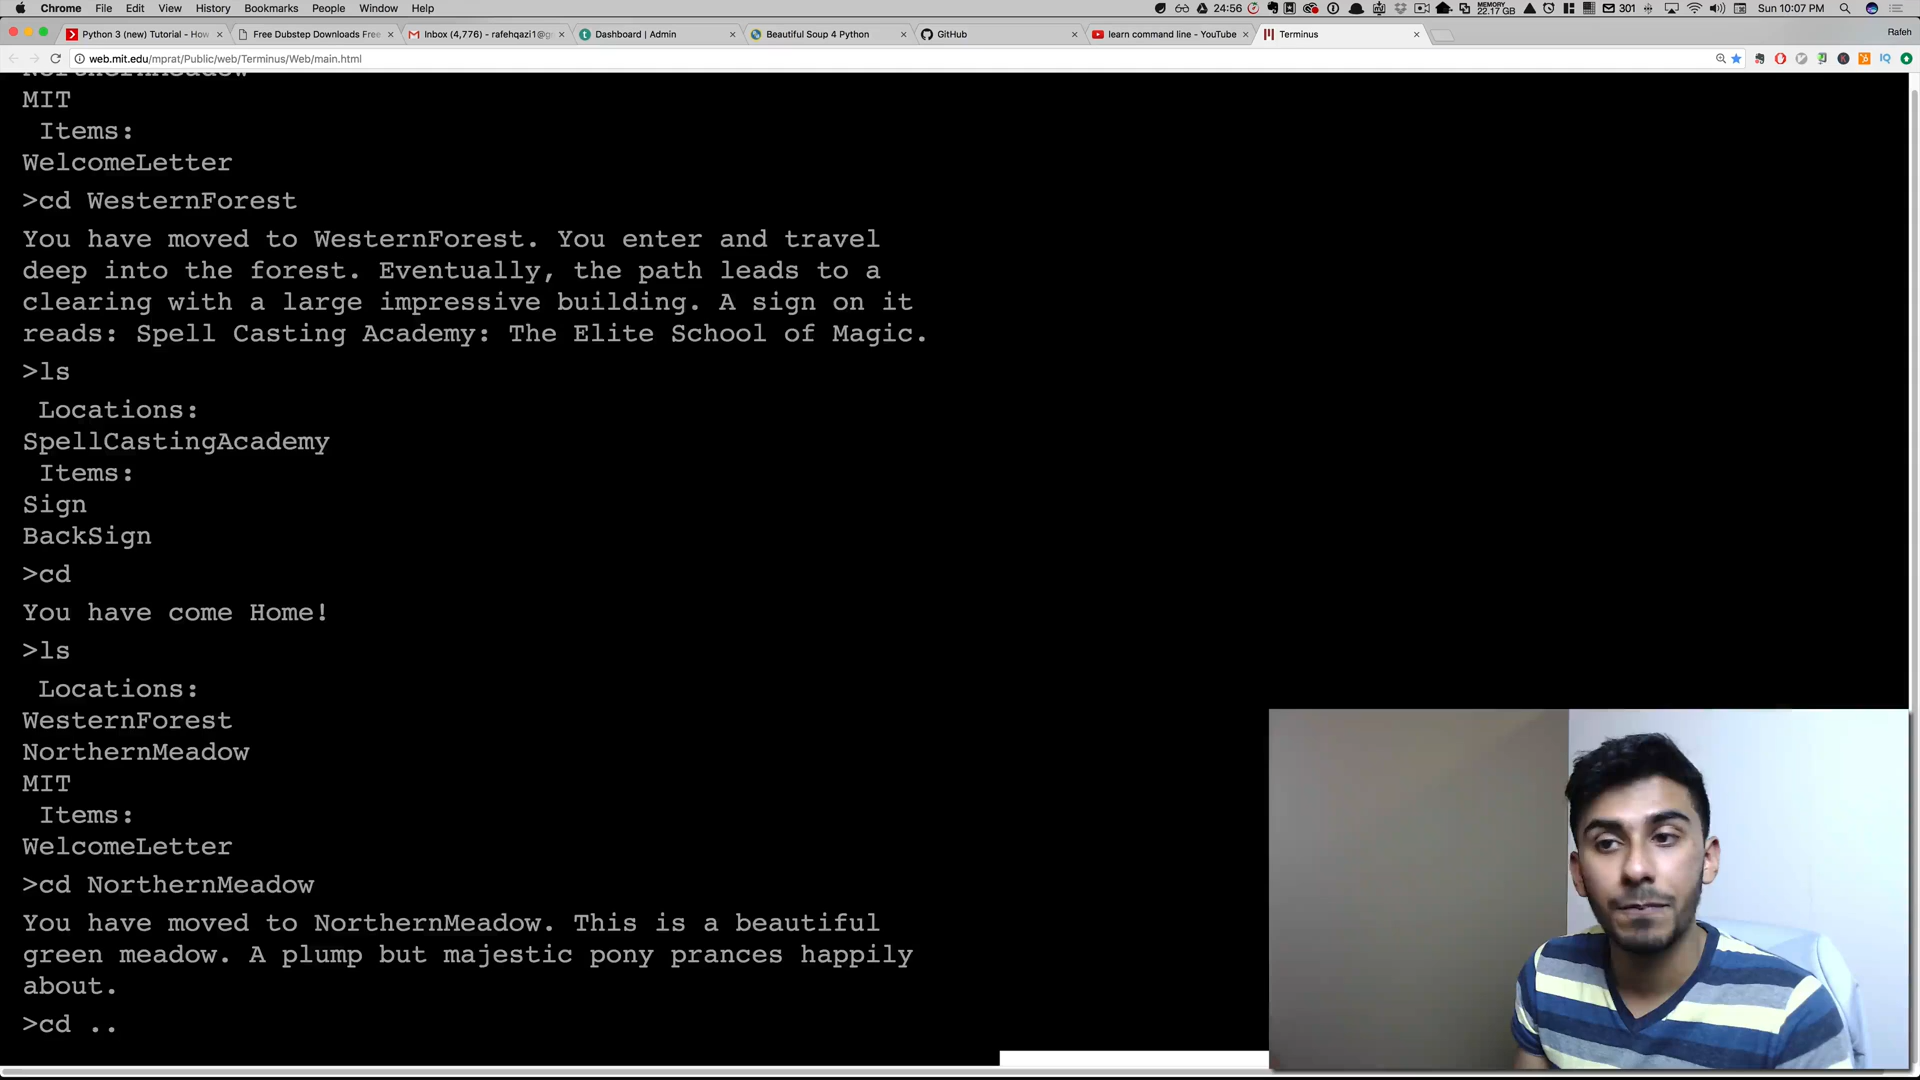 Chrome File Edit View History Bookmarks People Window Help 24:56 MEMORY 22.17 GB 301 Sun 10:07 PM
Python 3 (new) Tutorial - How Free Dubstep Downloads Free Inbox (4,776) - rafehqazi1@g Dashboard | Admin Beautiful Soup 4 Python GitHub learn command line - YouTube Terminus Rafeh
web.mit.edu/mprat/Public/web/Terminus/Web/main.html
NorthernMeadow
MIT
Items:
WelcomeLetter
>cd WesternForest
You have moved to WesternForest. You enter and travel
deep into the forest. Eventually, the path leads to a
clearing with a large impressive building. A sign on it
reads: Spell Casting Academy: The Elite School of Magic.
>ls
Locations:
SpellCastingAcademy
Items:
Sign
BackSign
>cd
You have come Home!
>ls
Locations:
WesternForest
NorthernMeadow
MIT
Items:
WelcomeLetter
>cd NorthernMeadow
You have moved to NorthernMeadow. This is a beautiful
green meadow. A plump but majestic pony prances happily
about.
>cd ..